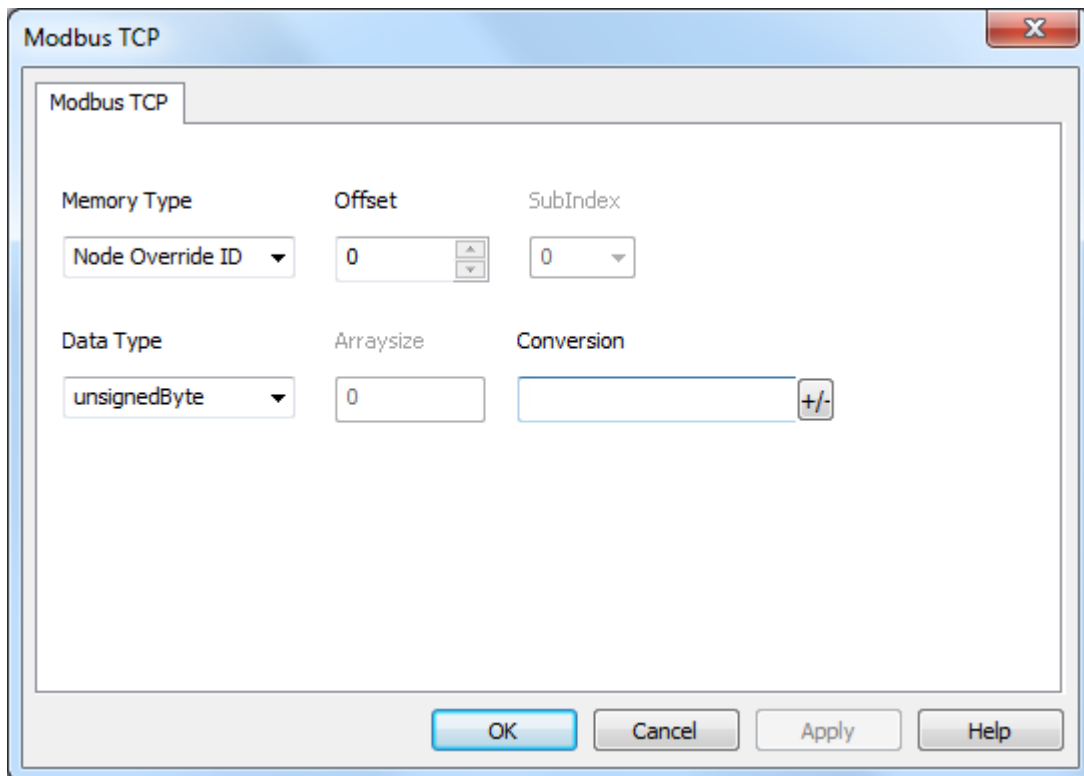 Modbus TCP
Modbus TCP
Memory Type Offset SubIndex
Node Override ID 0 0
Data Type Arraysize Conversion
unsignedByte 0 +/-
OK Cancel Apply Help